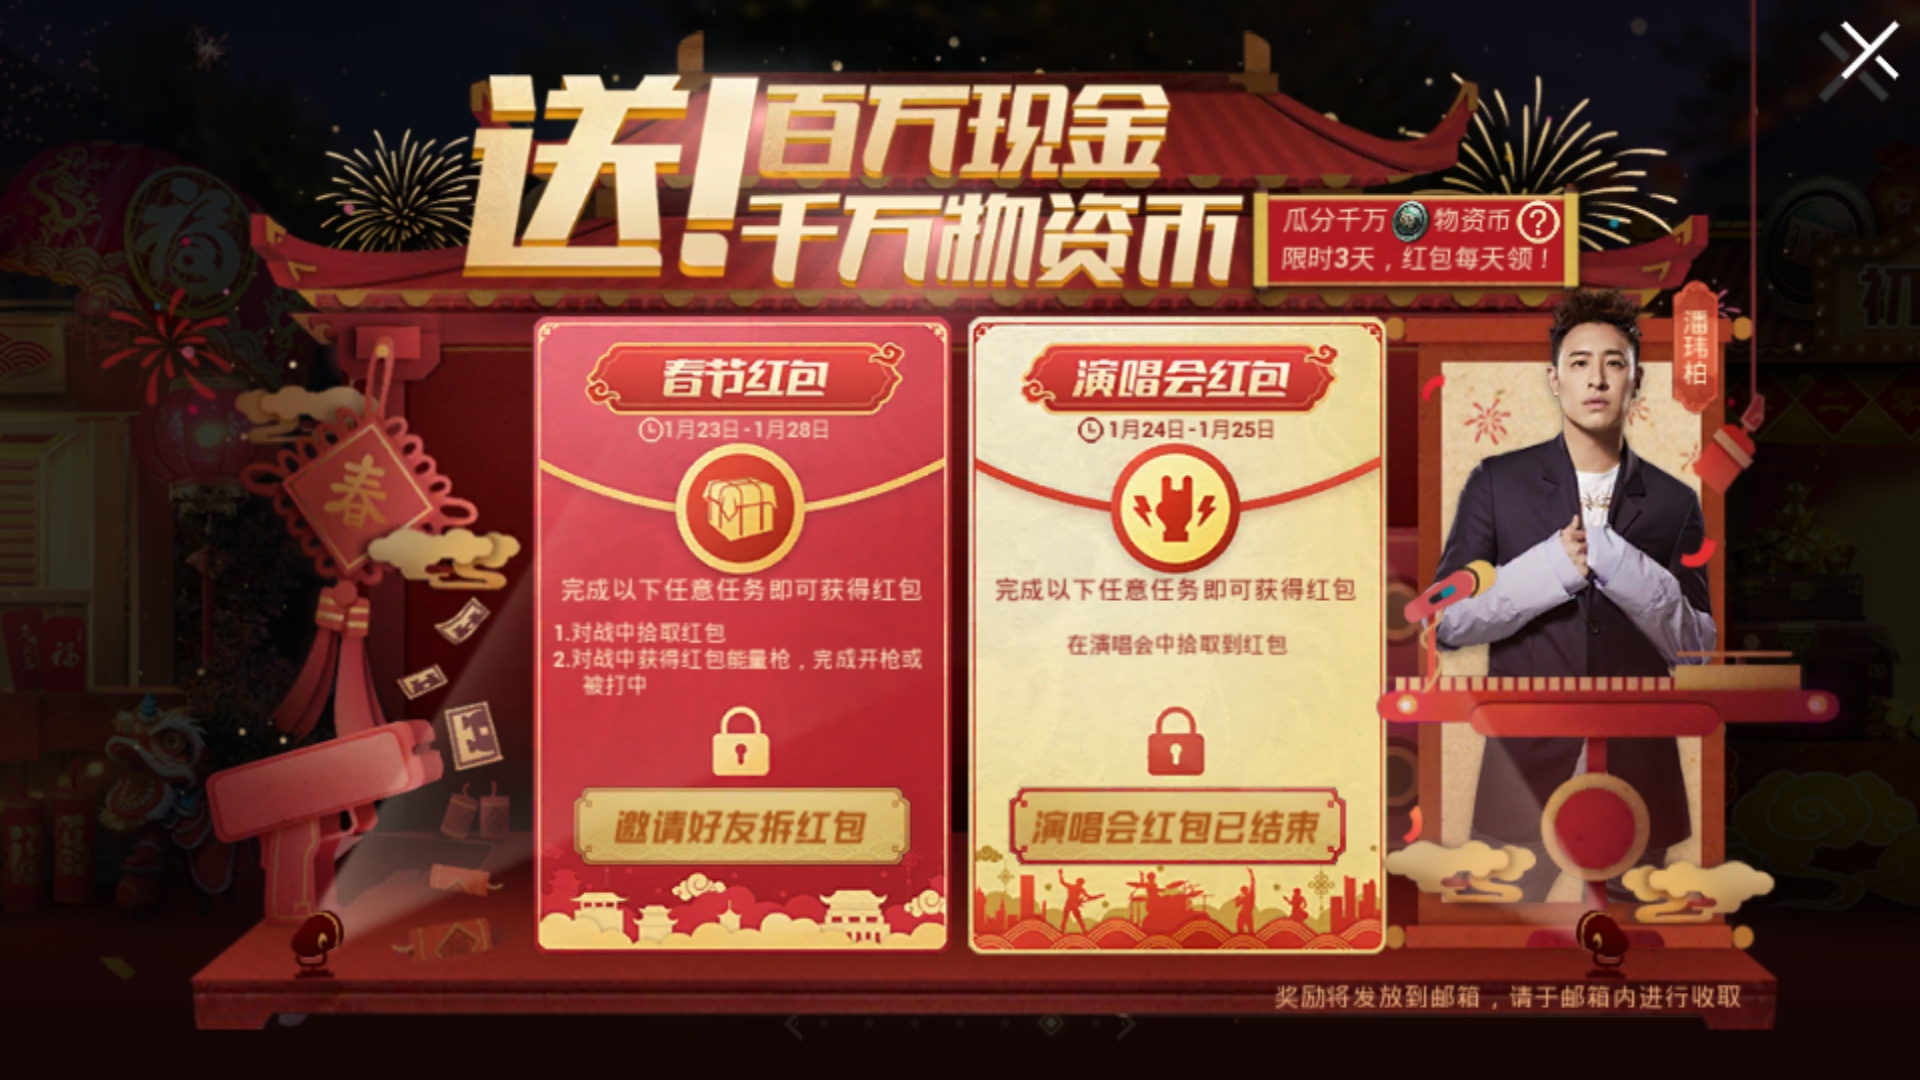 送!百万现金
千万物资币
瓜分千万物资币?
限时3天，红包每天领！
潘玮柏
福
春
春节红包
1月23日-1月28日
完成以下任意任务即可获得红包
1.对战中拾取红包
2.对战中获得红包能量枪，完成开枪或
被打中
邀请好友拆红包
演唱会红包
1月24日-1月25日
完成以下任意任务即可获得红包
在演唱会中拾取到红包
演唱会红包已结束
福
初
奖励将发放到邮箱，请于邮箱内进行收取